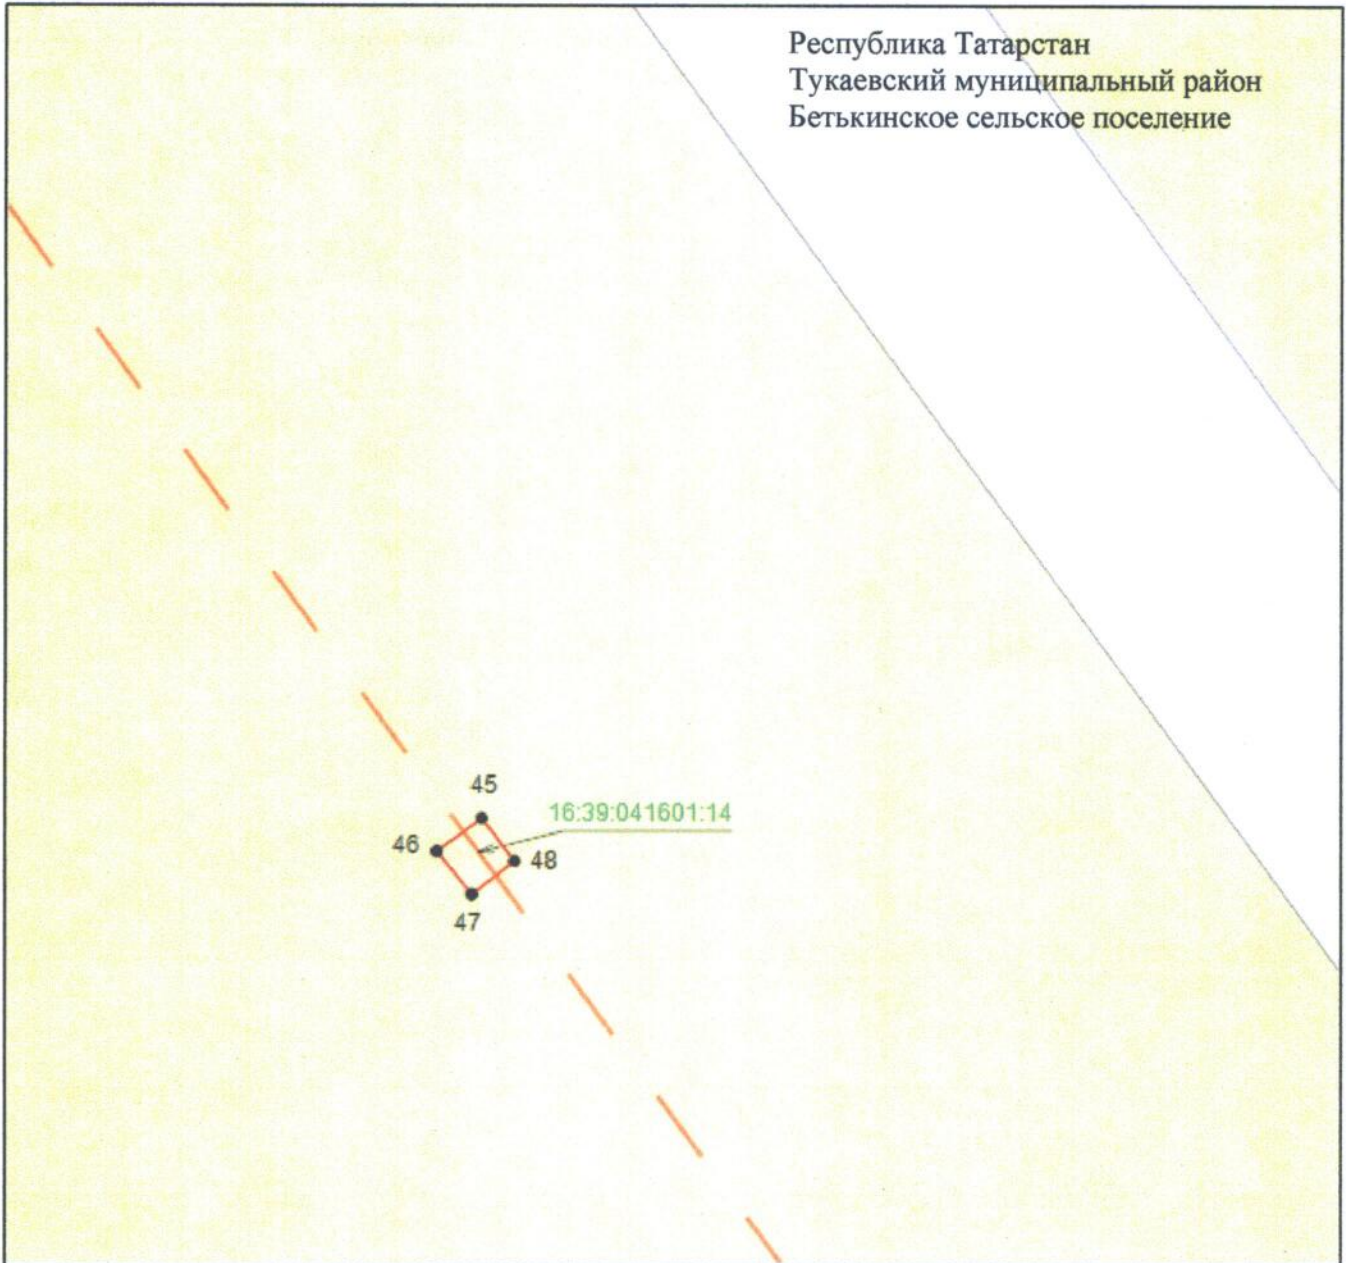 Республика Татарстан
Тукаевский муниципальный район
Бетькинское сельское поселение
45
16:39:041601:14
46
48
47